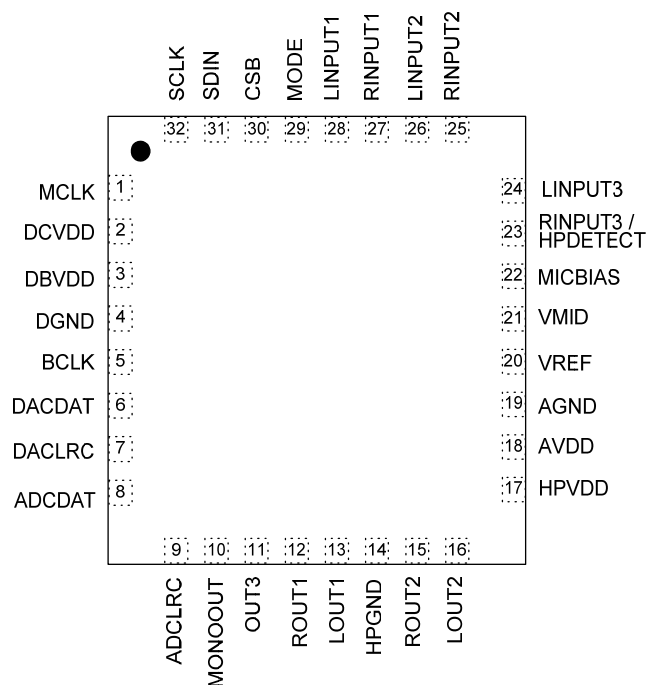 SCLK
SDIN
CSB
MODE
LINPUT1
RINPUT1
LINPUT2
RINPUT2
32 31 30 29 28 27 26 25
MCLK 1
DCVDD 2
DBVDD 3
DGND 4
BCLK 5
DACDAT 6
DACLRC 7
ADCDAT 8
24 LINPUT3
23 RINPUT3 /
HPDETECT
22 MICBIAS
21 VMID
20 VREF
19 AGND
18 AVDD
17 HPVDD
9 10 11 12 13 14 15 16
ADCLRC
MONOOUT
OUT3
ROUT1
LOUT1
HPGND
ROUT2
LOUT2